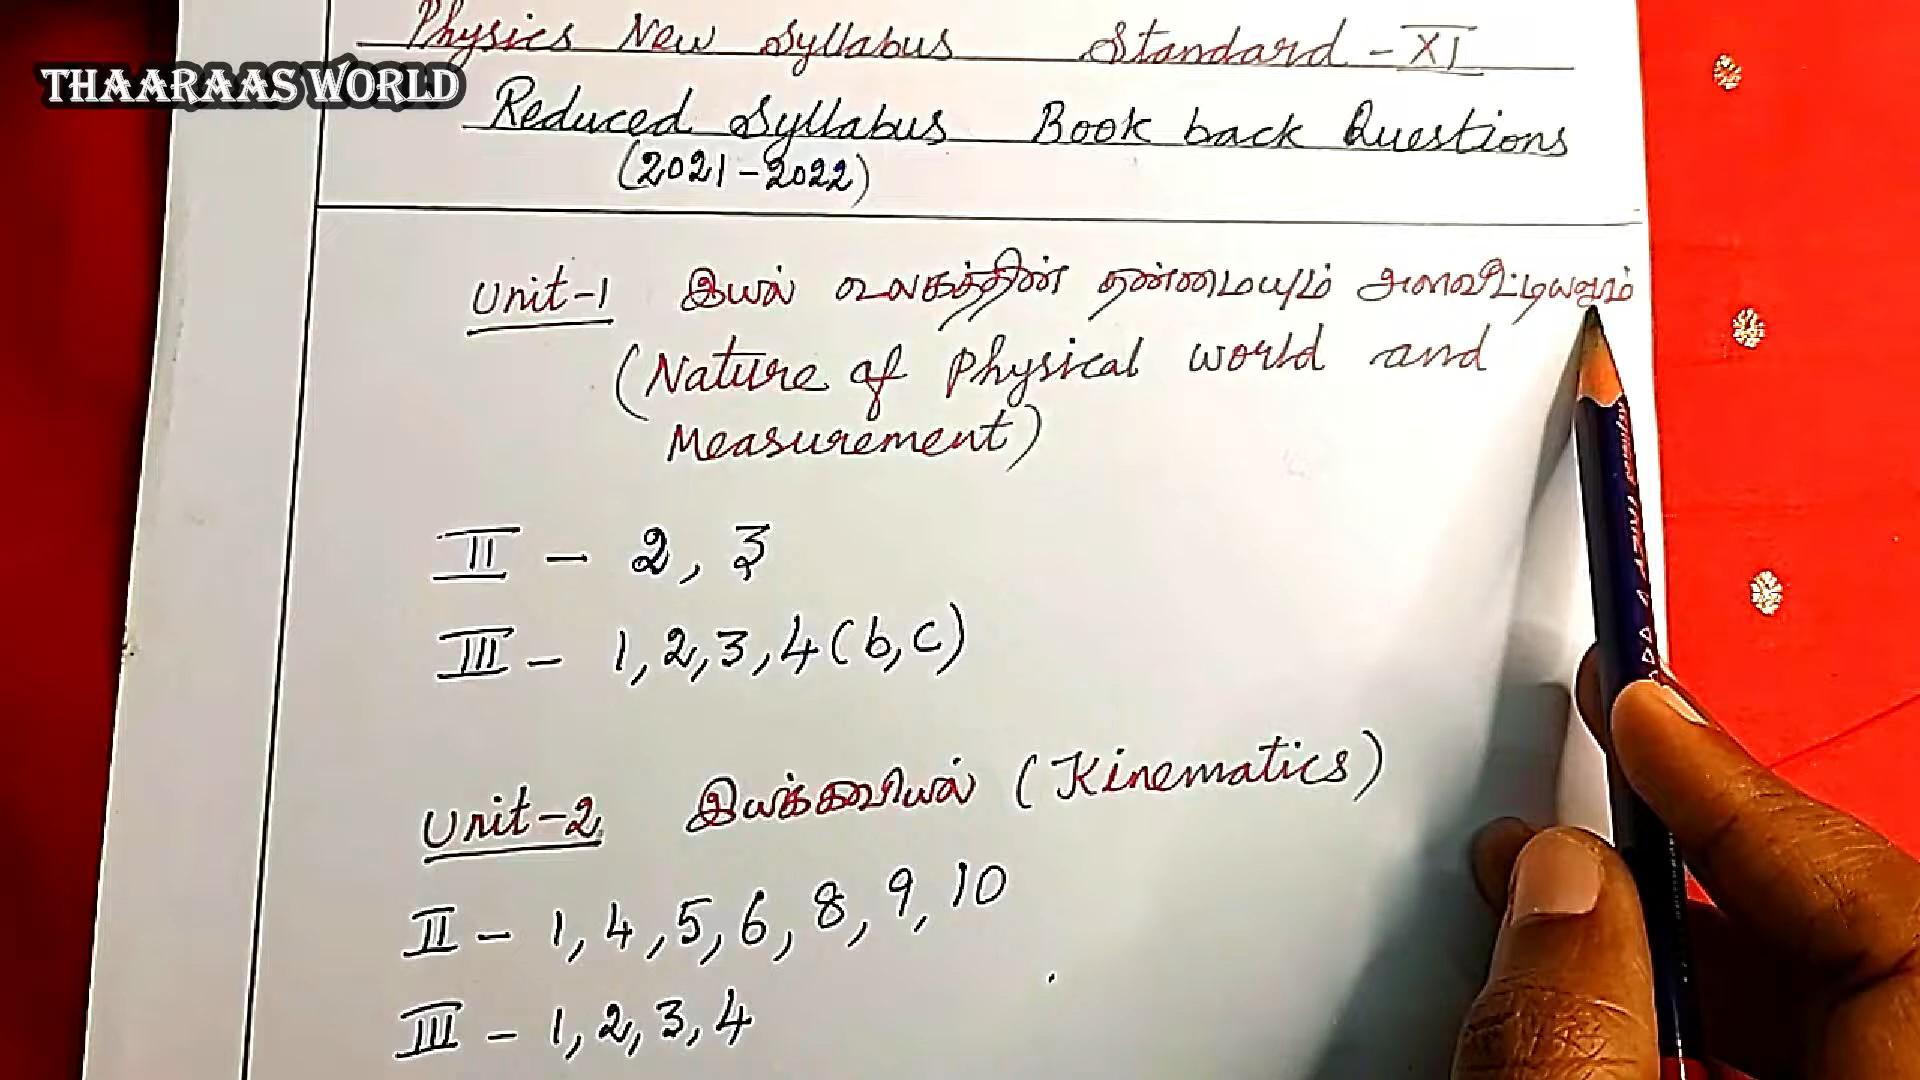 Physics New Syllabus Standard - XI
THAARAAS WORLD
Reduced Syllabus Book back Questions
(2021-2022)
Unit-1 இயல் உலகத்தின் தன்மையும் அளவீட்டியலும்
(Nature of Physical world and
Measurement)
II - 2, 3
III - 1, 2, 3, 4 (b, c)
Unit-2 இயக்கவியல் (Kinematics)
II - 1, 4, 5, 6, 8, 9, 10
III - 1, 2, 3, 4